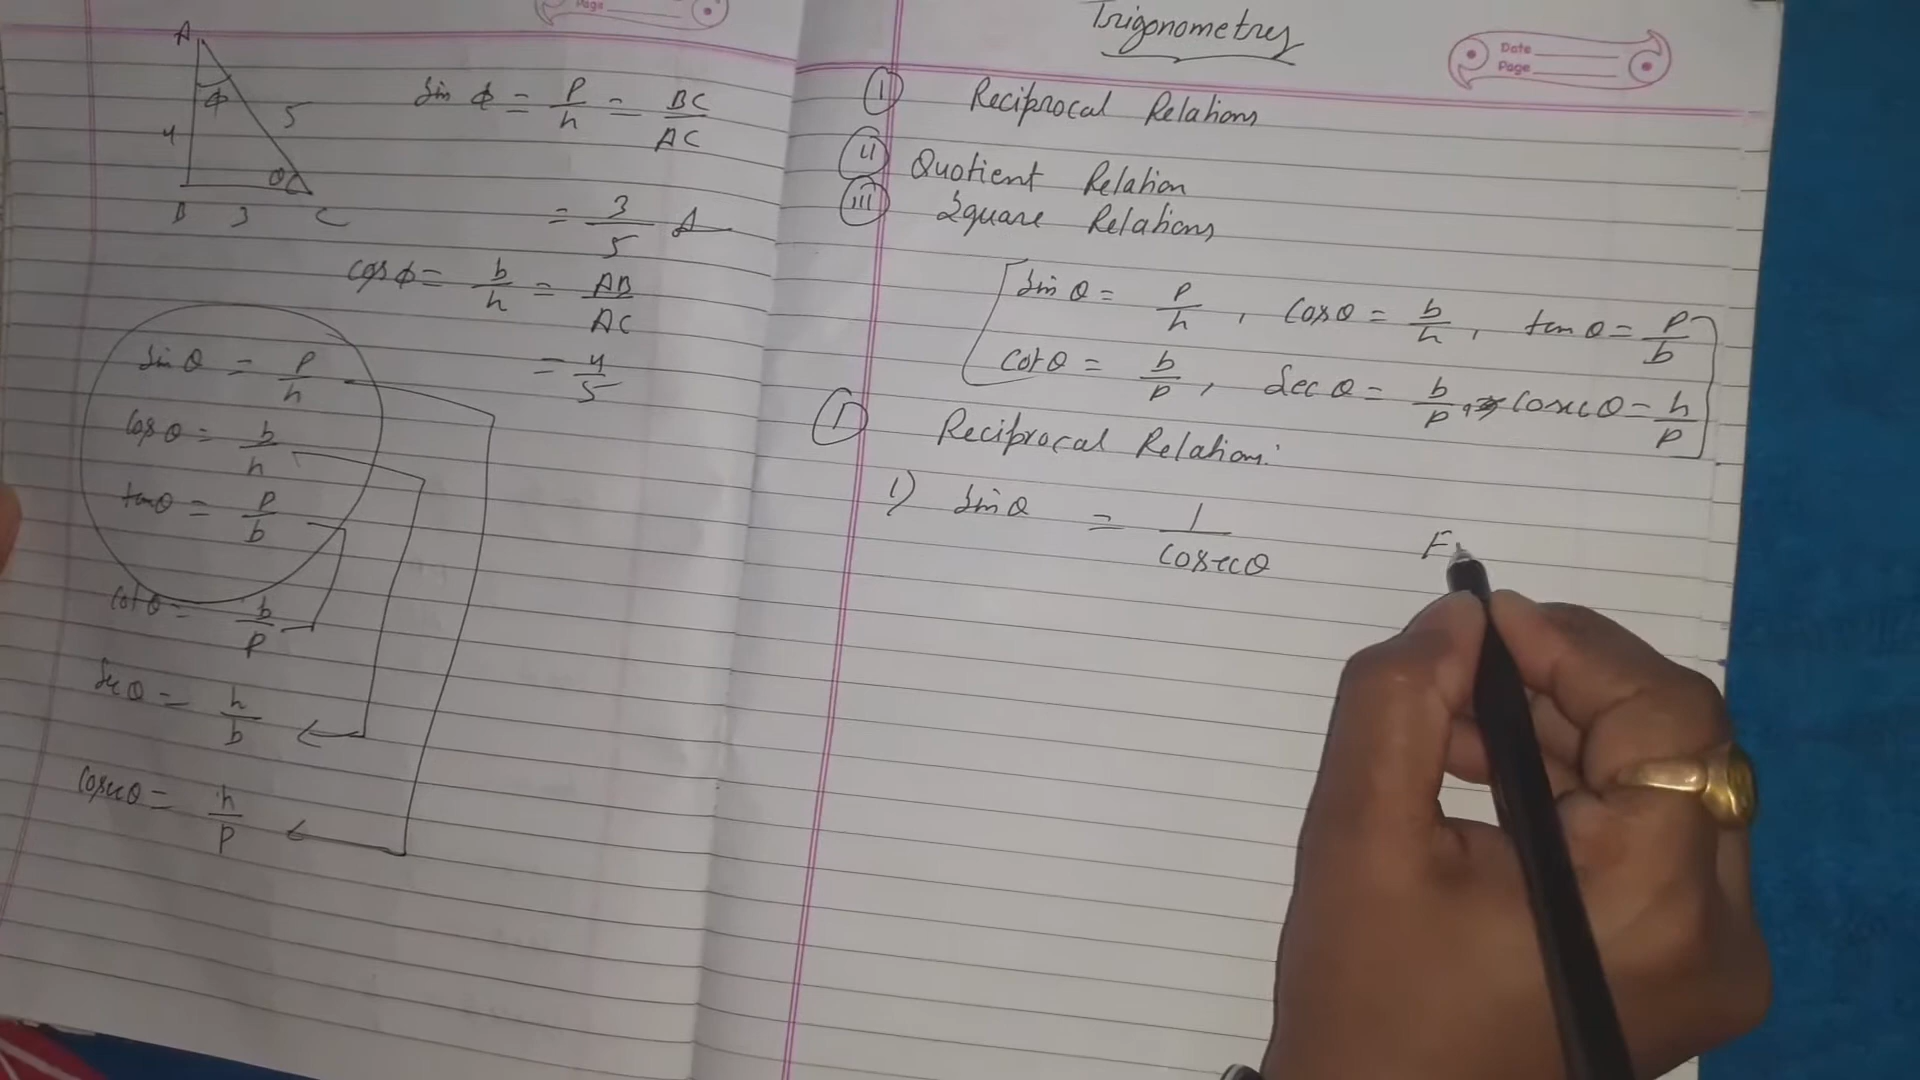 Page
A
ϕ
5
4
θ
B 3 C
sin ϕ = p/h = BC/AC
= 3/5 A
cos ϕ = b/h = AB/AC
= 4/5
sin θ = p/h
cos θ = b/h
tan θ = p/b
cot θ = b/p
sec θ = h/b
cosec θ = h/p
Trigonometry
Date
Page
I Reciprocal Relations
II Quotient Relation
III Square Relations
sin θ = p/h , cos θ = b/h , tan θ = p/b
cot θ = b/p , sec θ = b/p , cosec θ = h/p
I Reciprocal Relation:
1) sin θ = 1/cosec θ
F